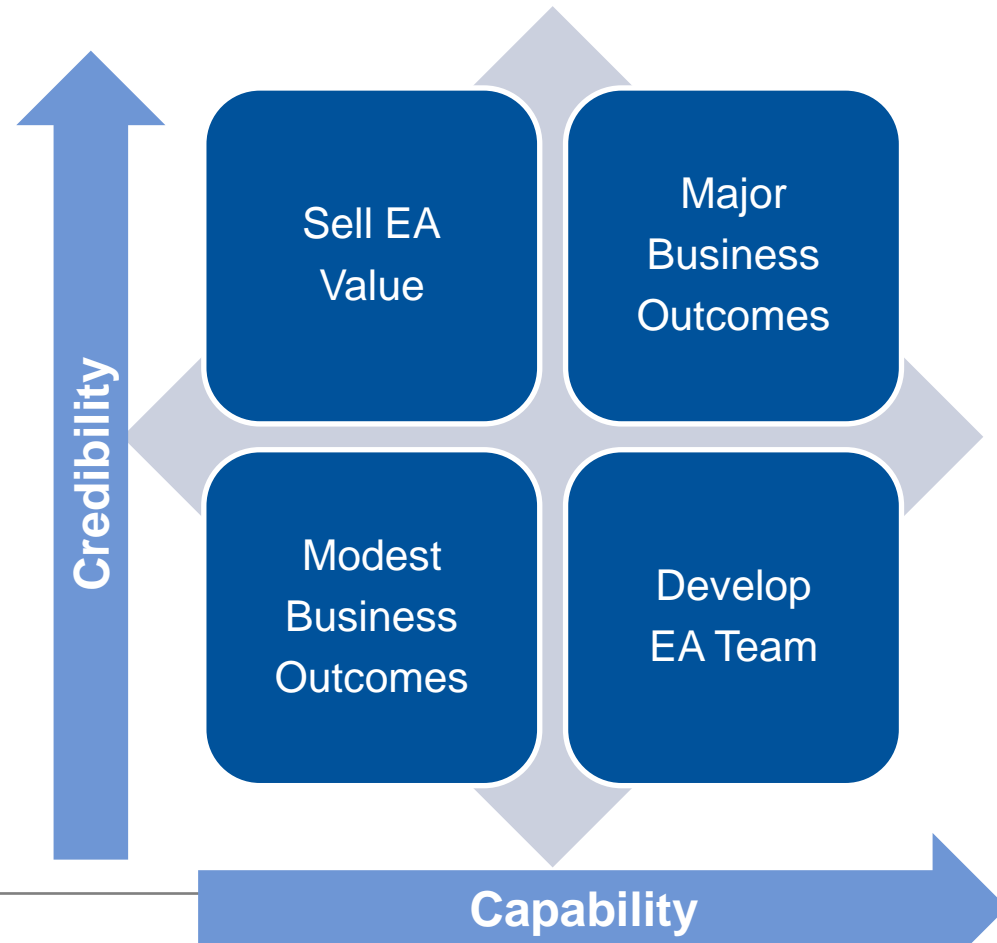 Sell EA
Value
Major
Business
Outcomes
Credibility
Modest
Business
Outcomes
Develop
EA Team
Capability